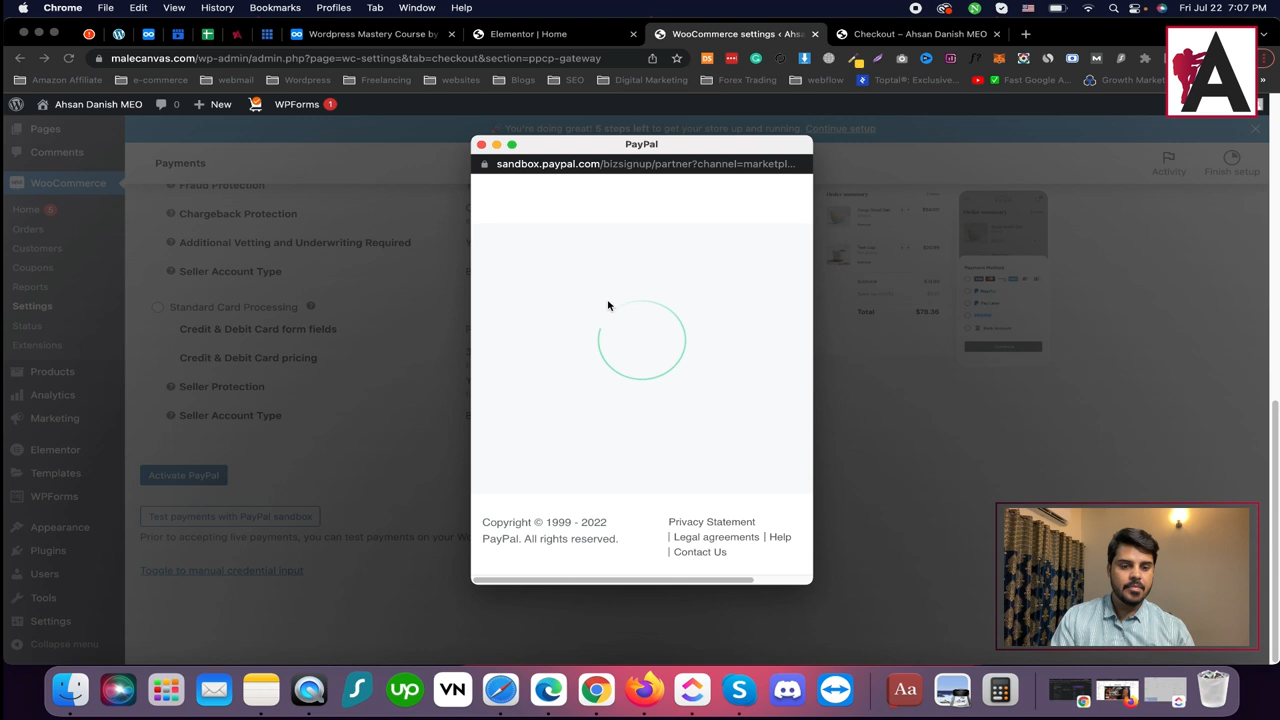 Chrome File Edit View History Bookmarks Profiles Tab Window Help
Fri Jul 22 7:07 PM
Wordpress Mastery Course by
Elementor | Home
WooCommerce settings ‹ Ahsa
Checkout – Ahsan Danish MEO
malecanvas.com/wp-admin/admin.php?page=wc-settings&tab=checkout&section=ppcp-gateway
Amazon Affiliate e-commerce webmail Wordpress Freelancing websites Blogs SEO Digital Marketing Forex Trading webflow Toptal®: Exclusive... Fast Google A... Growth Market
Ahsan Danish MEO 0 New WPForms 1
You're doing great! 5 steps left to get your store up and running. Continue setup
Pages
Comments
WooCommerce
Home
Orders
Customers
Coupons
Reports
Settings
Status
Extensions
Products
Analytics
Marketing
Elementor
Templates
WPForms
Appearance
Plugins
Users
Tools
Settings
Collapse menu
Payments
Activity
Finish setup
Fraud Protection
Chargeback Protection
Additional Vetting and Underwriting Required
Seller Account Type
Standard Card Processing
Credit & Debit Card form fields
Credit & Debit Card pricing
Seller Protection
Seller Account Type
Activate PayPal
Test payments with PayPal sandbox
Prior to accepting live payments, you can test payments on your Wo
Toggle to manual credential input
PayPal
sandbox.paypal.com/bizsignup/partner?channel=marketpl...
Copyright © 1999 - 2022
PayPal. All rights reserved.
Privacy Statement
| Legal agreements | Help
| Contact Us
Total $78.36
A
up
VN
Aa